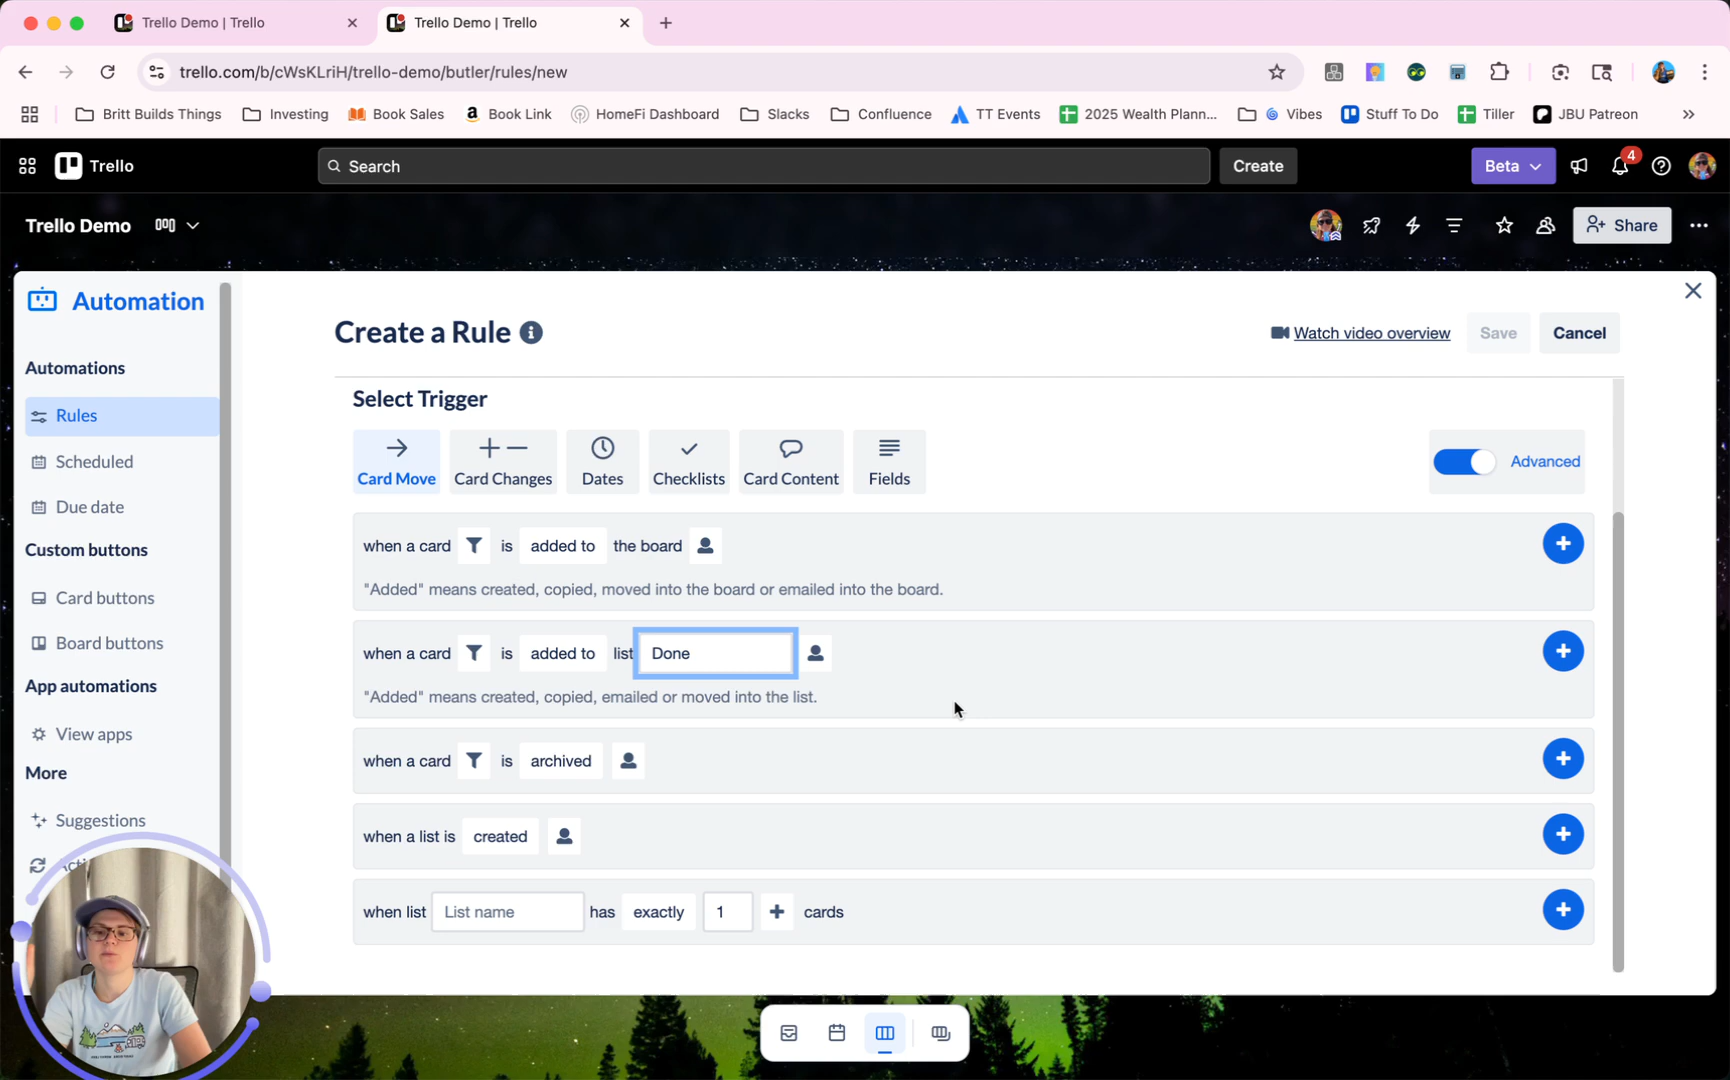 Trello Demo | Trello
Trello Demo | Trello
trello.com/b/cWsKLriH/trello-demo/butler/rules/new
Britt Builds Things
Investing
Book Sales
Book Link
HomeFi Dashboard
Slacks
Confluence
TT Events
2025 Wealth Plann...
Vibes
Stuff To Do
Tiller
JBU Patreon
Trello
Search
Create
Beta
4
Trello Demo
Share
Automation
Automations
Rules
Scheduled
Due date
Custom buttons
Card buttons
Board buttons
App automations
View apps
More
Suggestions
Create a Rule
Watch video overview
Save
Cancel
Select Trigger
Card Move
Card Changes
Dates
Checklists
Card Content
Fields
Advanced
when a card is added to the board
"Added" means created, copied, moved into the board or emailed into the board.
when a card is added to list Done
"Added" means created, copied, emailed or moved into the list.
when a card is archived
when a list is created
when list List name has exactly 1 cards